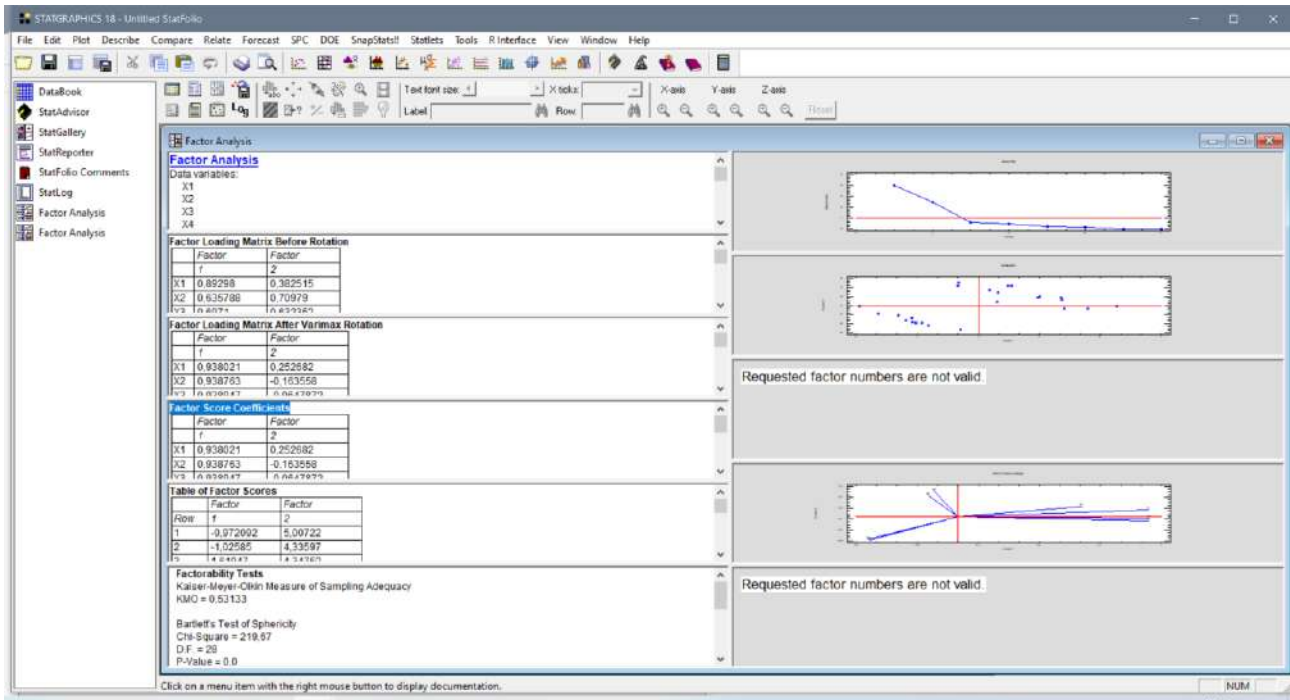 STATGRAPHICS 18 - Untitled StatFolio
File Edit Plot Describe Compare Relate Forecast SPC DOE SnapStats!! Statlets Tools R Interface View Window Help
Text font size: X ticks: X-axis Y-axis Z-axis
Log Label Row Reset
DataBook
StatAdvisor
StatGallery
StatReporter
StatFolio Comments
StatLog
Factor Analysis
Factor Analysis
Factor Analysis
Factor Analysis
Data variables:
X1
X2
X3
X4
Factor Loading Matrix Before Rotation
Factor Factor
1 2
X1 0,89298 0,382515
X2 0,635788 0,70979
X3 0,6071 0,632362
Factor Loading Matrix After Varimax Rotation
Factor Factor
1 2
X1 0,938021 0,252682
X2 0,938763 -0,163558
X3
Factor Score Coefficients
Factor Factor
1 2
X1 0,938021 0,252682
X2 0,938763 -0,163558
X3
Table of Factor Scores
Factor Factor
Row 1 2
1 -0,972092 5,00722
2 -1,02585 4,33597
Factorability Tests
Kaiser-Meyer-Olkin Measure of Sampling Adequacy
KMO = 0,53133
Bartlett's Test of Sphericity
Chi-Square = 219,67
D.F. = 28
P-Value = 0.0
Requested factor numbers are not valid.
Requested factor numbers are not valid.
Click on a menu item with the right mouse button to display documentation.
NUM